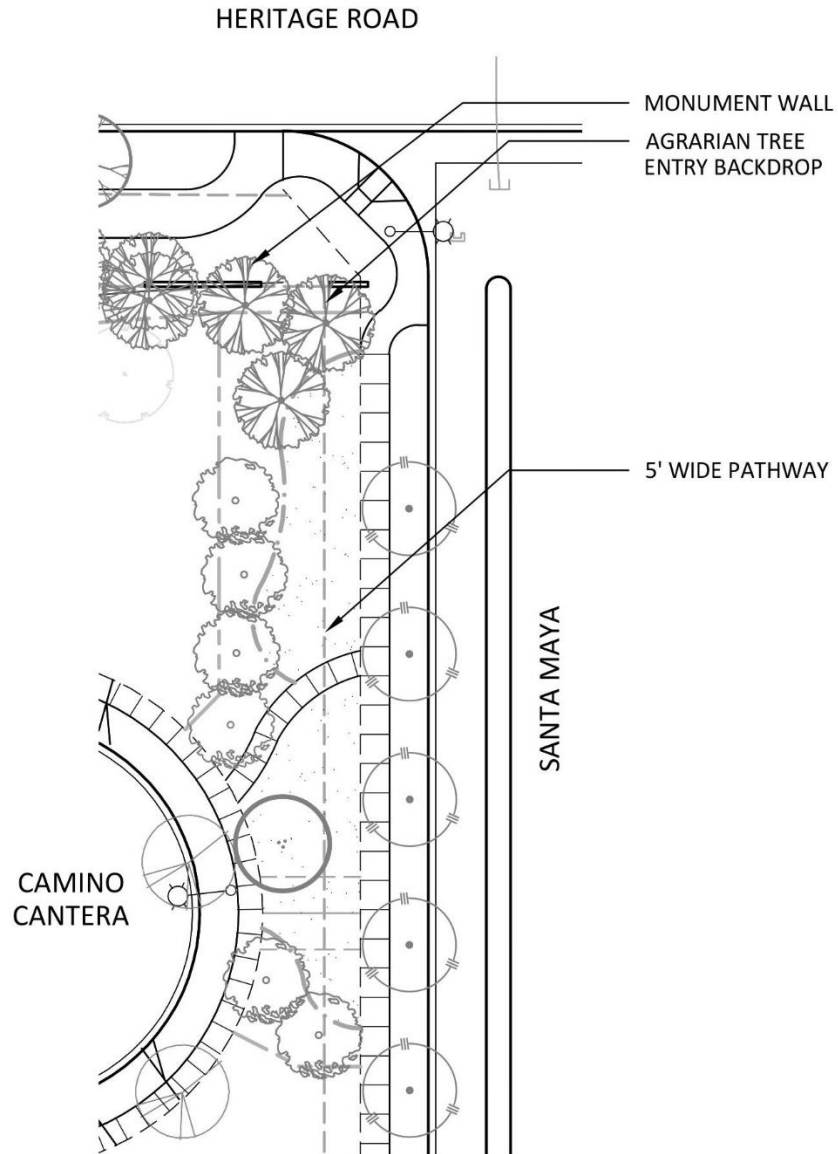 HERITAGE ROAD
MONUMENT WALL
AGRARIAN TREE
ENTRY BACKDROP
5' WIDE PATHWAY
SANTA MAYA
CAMINO
CANTERA